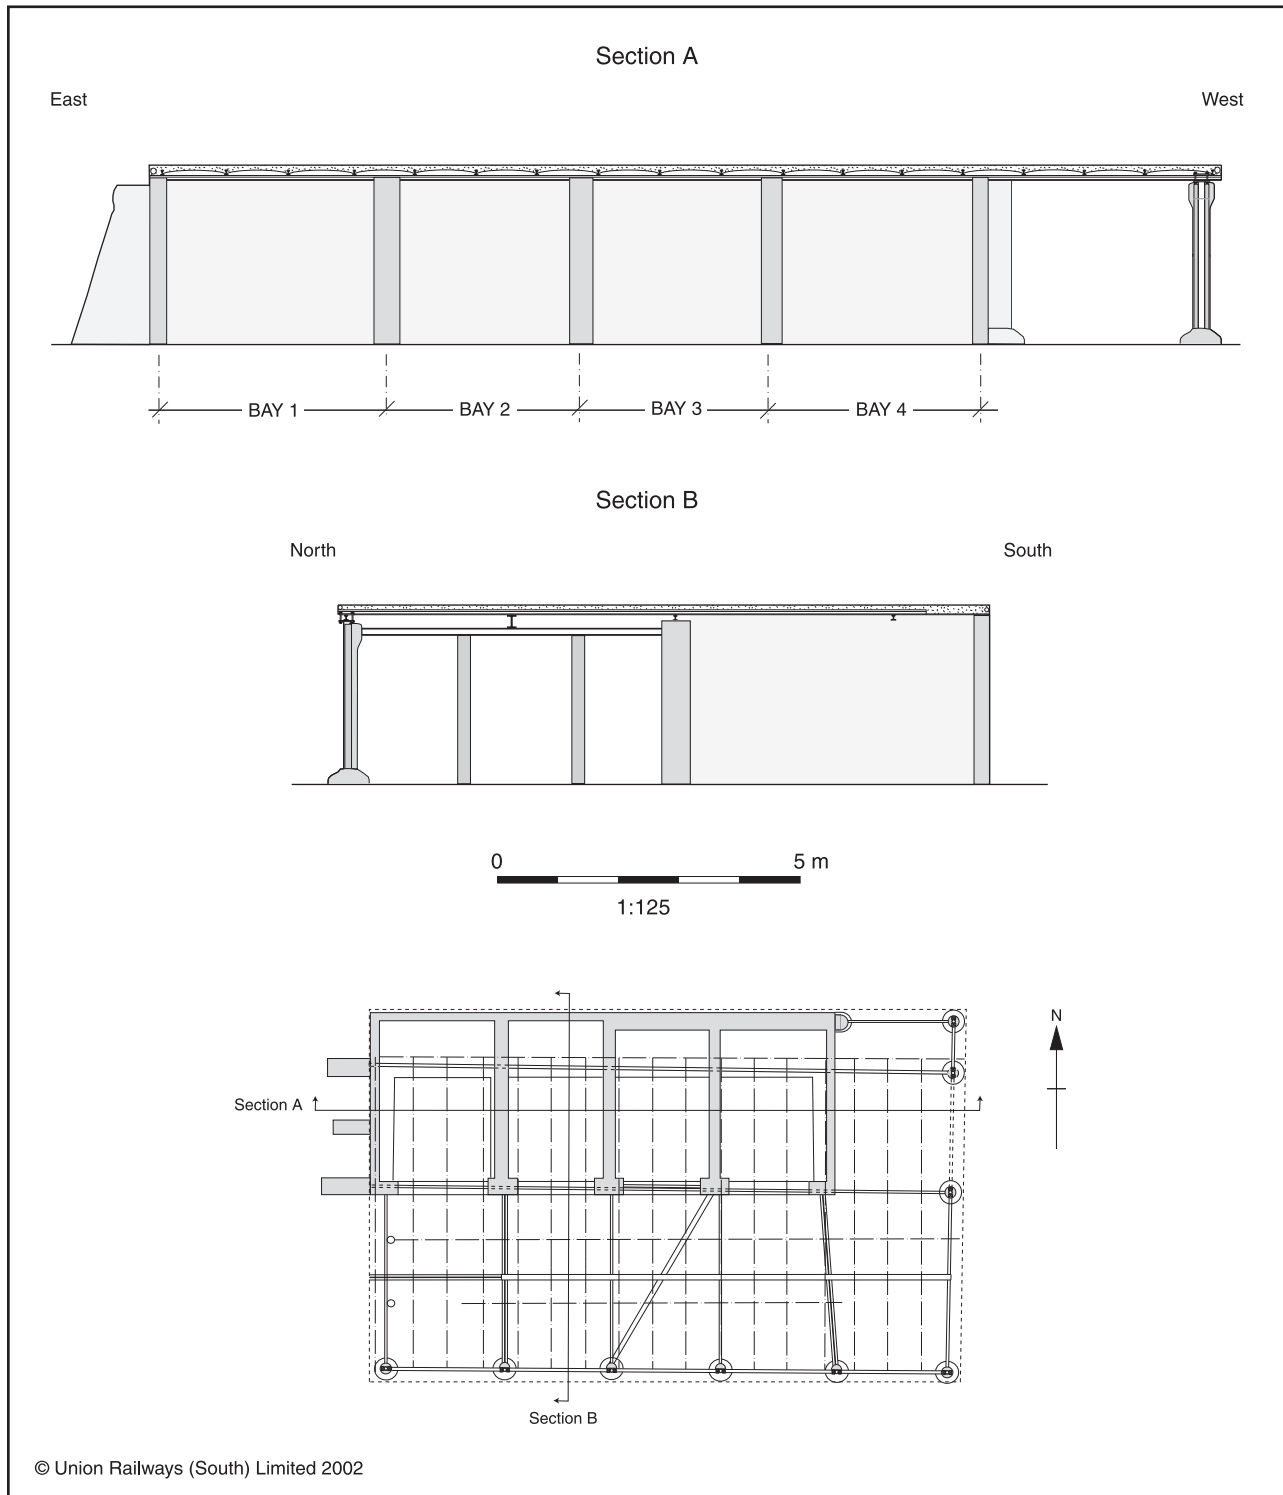 Section A
East West
BAY 1 BAY 2 BAY 3 BAY 4
Section B
North South
0 5 m
1:125
N
Section A
Section B
© Union Railways (South) Limited 2002